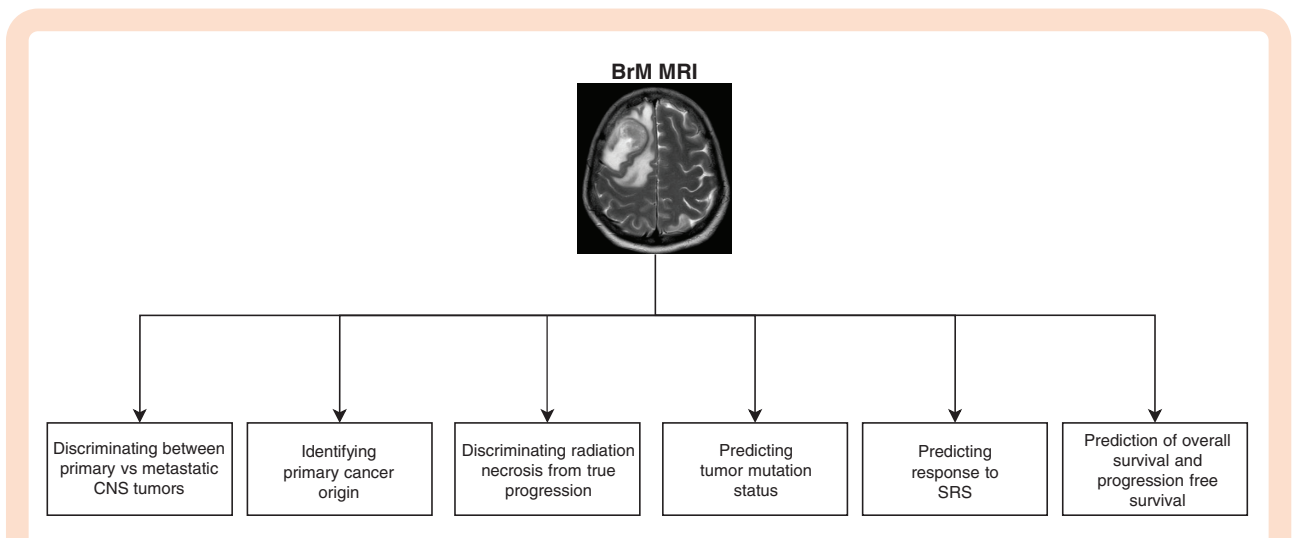 BrM MRI
Discriminating between
primary vs metastatic
CNS tumors
Identifying
primary cancer
origin
Discriminating radiation
necrosis from true
progression
Predicting
tumor mutation
status
Predicting
response to
SRS
Prediction of overall
survival and
progression free
survival